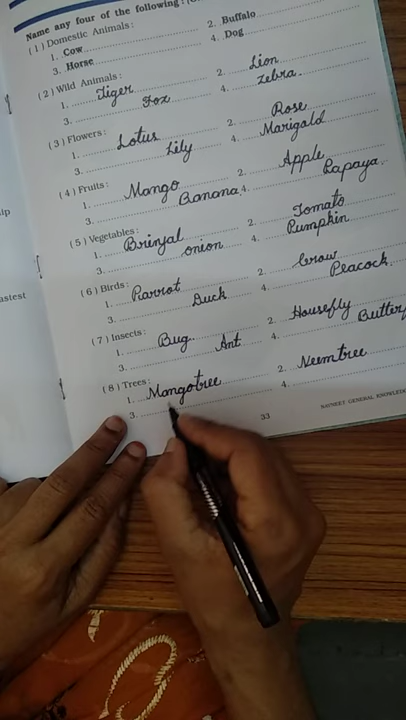 Name any four of the following :
(1) Domestic Animals :
1. Cow 2. Buffalo
3. Horse 4. Dog
(2) Wild Animals :
1. Tiger 2. Lion
3. Fox 4. Zebra
(3) Flowers :
1. Lotus 2. Rose
3. Lily 4. Marigold
(4) Fruits :
1. Mango 2. Apple
3. Banana 4. Papaya
(5) Vegetables :
1. Brinjal 2. Tomato
3. onion 4. Pumpkin
(6) Birds :
1. Parrot 2. Crow
3. Duck 4. Peacock
(7) Insects :
1. Bug 2. Housefly
3. Ant 4. Butterf
(8) Trees :
1. Mangotree 2. Neemtree
3. 4.
33
NAVNEET GENERAL KNOWLED